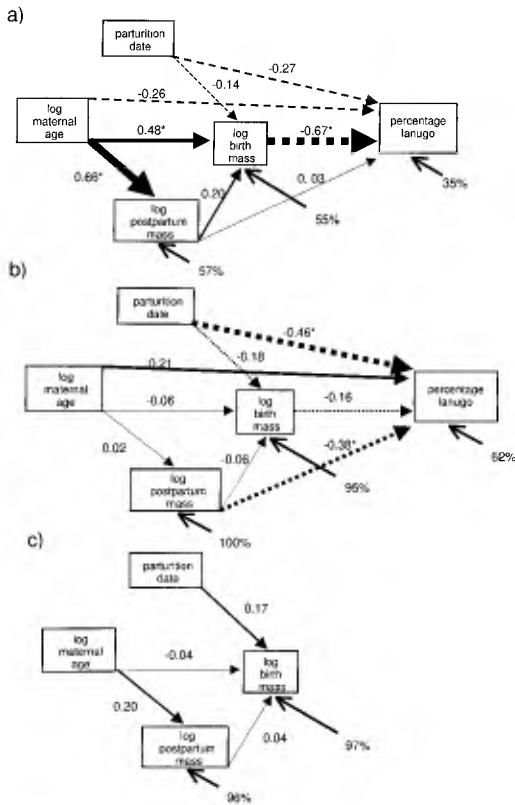 a)
parturition
date
-0.27
-0.14
-0.26
log
maternal
age
0.48*
log
birth
mass
-0.67*
percentage
lanugo
0.66*
0.20
0.03
35%
log
postpartum
mass
55%
57%
b)
parturition
date
-0.46*
-0.18
0.21
log
maternal
age
-0.06
log
birth
mass
-0.16
percentage
lanugo
0.02
-0.06
-0.38*
62%
log
postpartum
mass
95%
100%
c)
parturition
date
0.17
log
maternal
age
-0.04
log
birth
mass
0.20
0.04
log
postpartum
mass
97%
96%